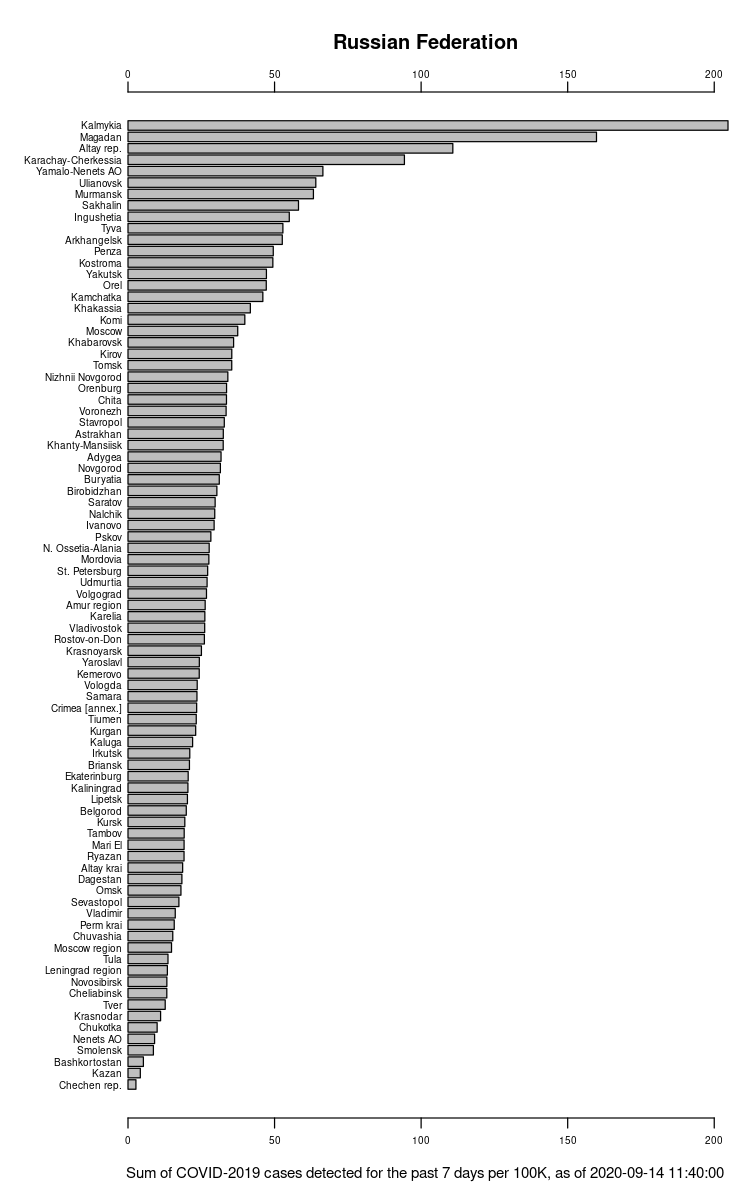 Russian Federation
0 50 100 150 200
Kalmykia
Magadan
Altay rep.
Karachay-Cherkessia
Yamalo-Nenets AO
Ulianovsk
Murmansk
Sakhalin
Ingushetia
Tyva
Arkhangelsk
Penza
Kostroma
Yakutsk
Orel
Kamchatka
Khakassia
Komi
Moscow
Khabarovsk
Kirov
Tomsk
Nizhnii Novgorod
Orenburg
Chita
Voronezh
Stavropol
Astrakhan
Khanty-Mansiisk
Adygea
Novgorod
Buryatia
Birobidzhan
Saratov
Nalchik
Ivanovo
Pskov
N. Ossetia-Alania
Mordovia
St. Petersburg
Udmurtia
Volgograd
Amur region
Karelia
Vladivostok
Rostov-on-Don
Krasnoyarsk
Yaroslavl
Kemerovo
Vologda
Samara
Crimea [annex.]
Tiumen
Kurgan
Kaluga
Irkutsk
Briansk
Ekaterinburg
Kaliningrad
Lipetsk
Belgorod
Kursk
Tambov
Mari El
Ryazan
Altay krai
Dagestan
Omsk
Sevastopol
Vladimir
Perm krai
Chuvashia
Moscow region
Tula
Leningrad region
Novosibirsk
Cheliabinsk
Tver
Krasnodar
Chukotka
Nenets AO
Smolensk
Bashkortostan
Kazan
Chechen rep.
0 50 100 150 200
Sum of COVID-2019 cases detected for the past 7 days per 100K, as of 2020-09-14 11:40:00